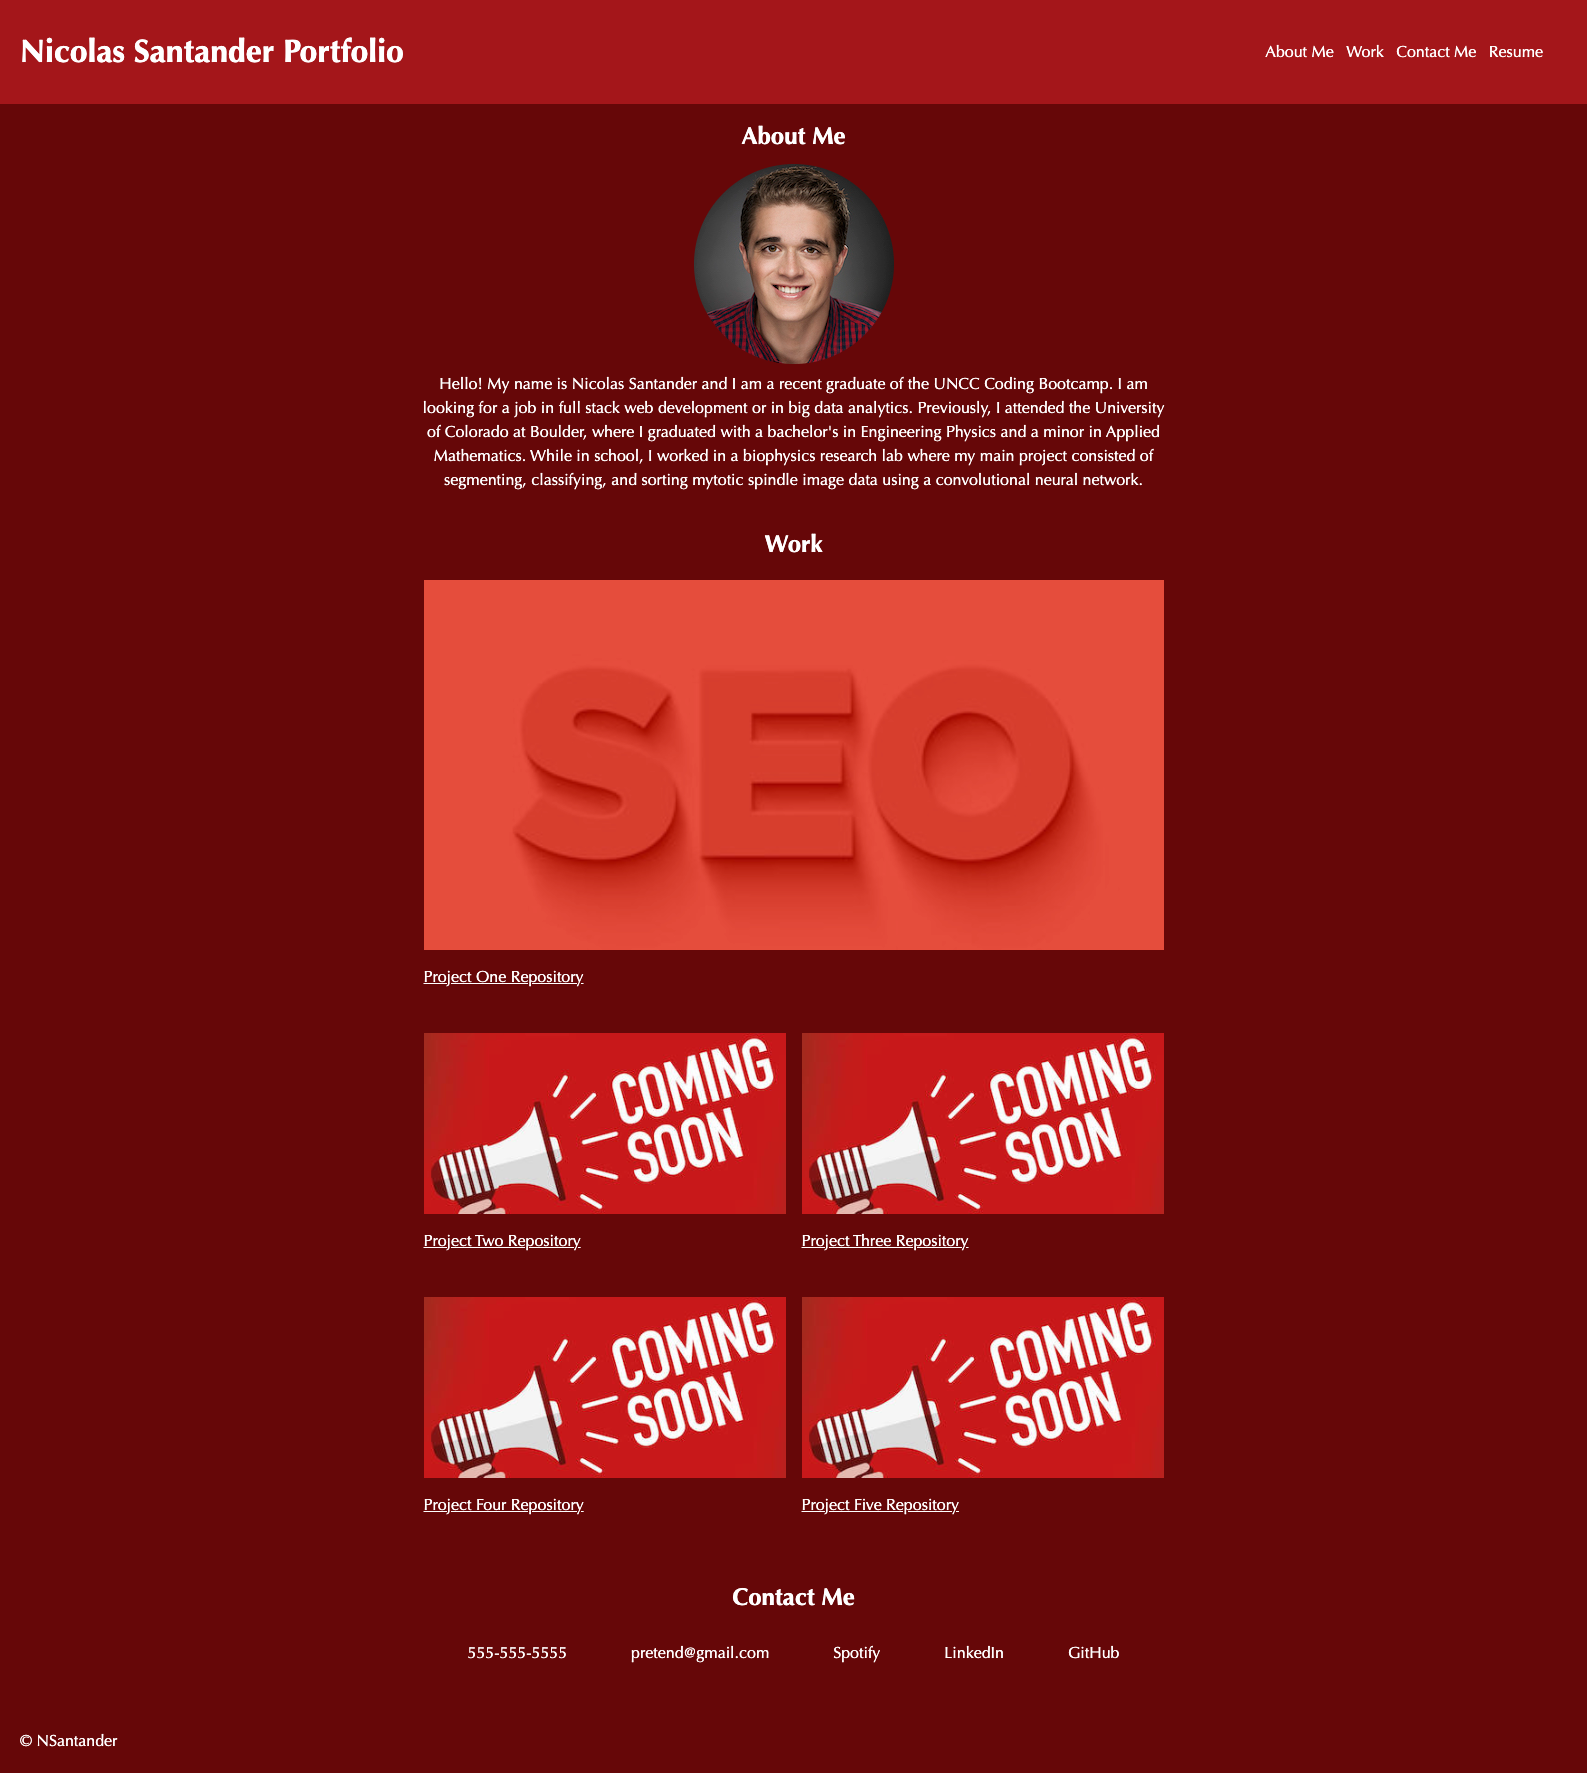 Nicolas Santander Portfolio
About Me Work Contact Me Resume
About Me
Hello! My name is Nicolas Santander and I am a recent graduate of the UNCC Coding Bootcamp. I am
looking for a job in full stack web development or in big data analytics. Previously, I attended the University
of Colorado at Boulder, where I graduated with a bachelor's in Engineering Physics and a minor in Applied
Mathematics. While in school, I worked in a biophysics research lab where my main project consisted of
segmenting, classifying, and sorting mytotic spindle image data using a convolutional neural network.
Work
SEO
Project One Repository
COMING
SOON
Project Two Repository
COMING
SOON
Project Three Repository
COMING
SOON
Project Four Repository
COMING
SOON
Project Five Repository
Contact Me
555-555-5555 pretend@gmail.com Spotify LinkedIn GitHub
© NSantander